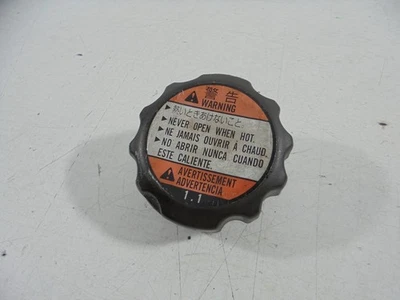 警告
WARNING
▶熱いときあけないこと。
▶NEVER OPEN WHEN HOT.
▶NE JAMAIS OUVRIR À CHAUD.
▶NO ABRIR NUNCA CUANDO
ESTE CALIENTE.
AVERTISSEMENT
ADVERTENCIA
1.1